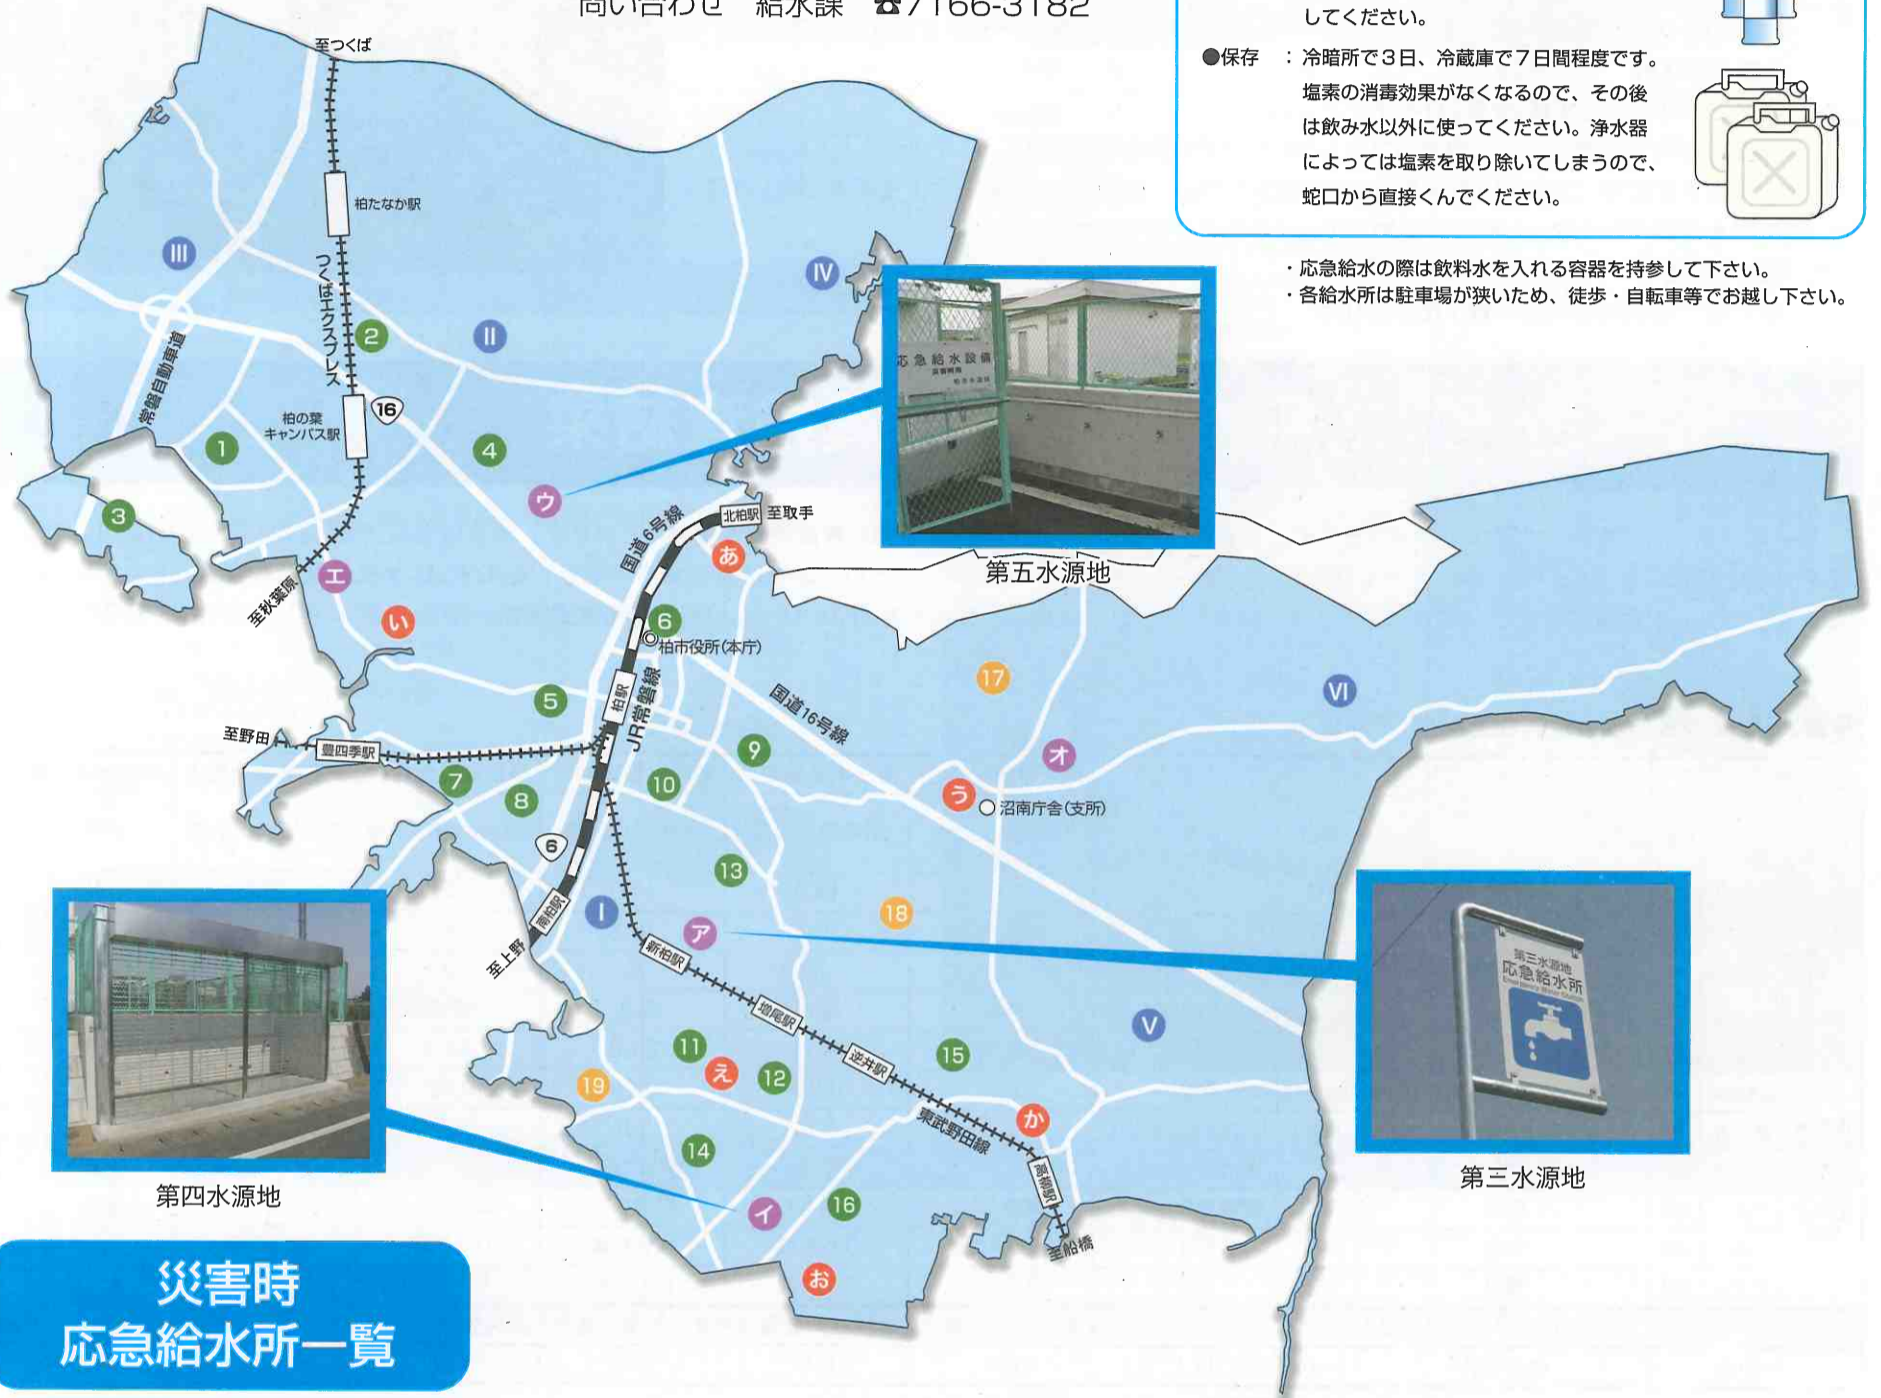 問い合わせ 給水課 ☎7166-3182
してください。
●保存 : 冷暗所で3日、冷蔵庫で7日間程度です。
塩素の消毒効果がなくなるので、その後
は飲み水以外に使ってください。浄水器
によっては塩素を取り除いてしまうので、
蛇口から直接くんでください。
・応急給水の際は飲料水を入れる容器を持参して下さい。
・各給水所は駐車場が狭いため、徒歩・自転車等でお越し下さい。
至つくば
柏たなか駅
Ⅲ
つくばエクスプレス
Ⅳ
Ⅱ
2
常磐自動車道
柏の葉
キャンパス駅
16
1
4
3
ウ
応急給水設備
第五水源地
国道6号線
北柏駅
至取手
あ
エ
至秋葉原
い
6
柏市役所(本庁)
17
Ⅵ
5
柏駅
JR常磐線
国道16号線
至野田
豊四季駅
9
オ
7
8
10
う
沼南庁舎(支所)
6
13
Ⅰ
ア
18
南柏駅
至上野
新柏駅
増尾駅
逆井駅
Ⅴ
第三水源地
応急給水所
Emergency Water Station
第三水源地
11
え
12
15
19
東武野田線
か
14
高柳駅
16
イ
至船橋
お
第四水源地
災害時
応急給水所一覧